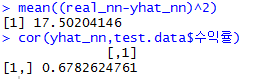 > mean((real_nn-yhat_nn)^2)
[1] 17.50204146
> cor(yhat_nn,test.data$수익률)
[,1]
[1,] 0.6782624761